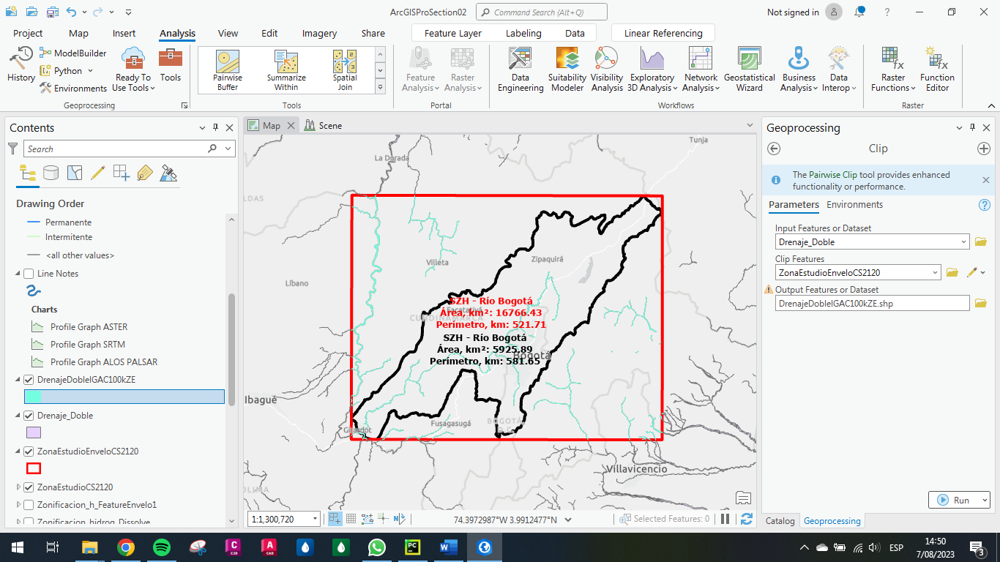 ArcGISProSection02
Command Search (Alt+Q)
Not signed in
?
Project
Map
Insert
Analysis
View
Edit
Imagery
Share
Feature Layer
Labeling
Data
Linear Referencing
History
ModelBuilder
Python
Environments
Ready To
Use Tools
Tools
Pairwise
Buffer
Summarize
Within
Spatial
Join
Feature
Analysis
Raster
Analysis
Data
Engineering
Suitability
Modeler
Visibility
Analysis
Exploratory
3D Analysis
Network
Analysis
Geostatistical
Wizard
Business
Analysis
Data
Interop
Raster
Functions
Function
Editor
Geoprocessing
Tools
Portal
Workflows
Raster
Contents
Search
Drawing Order
Permanente
Intermitente
<all other values>
Line Notes
Charts
Profile Graph ASTER
Profile Graph SRTM
Profile Graph ALOS PALSAR
DrenajeDobleIGAC100kZE
Drenaje_Doble
ZonaEstudioEnveloCS2120
ZonaEstudioCS2120
Zonificacion_h_FeatureEnvelo1
Zonificacion_hidrog_Dissolve
Map
Scene
Tunja
La Dorada
LDAS
Zipaquirá
Villeta
Líbano
SZH - Río Bogotá
Facatativá
Área, km²: 16766.43
CUNDINAMARCA
Perímetro, km: 521.71
SZH - Río Bogotá
Área, km²: 5925.89
Bogotá
Perímetro, km: 581.65
Ibagué
Fusagasugá
BOGOTÁ
Girardot
Villavicencio
OLIMA
1:1,300,720
74.3972987°W 3.9912477°N
Selected Features: 0
Geoprocessing
Clip
The Pairwise Clip tool provides enhanced
functionality or performance.
Parameters
Environments
?
Input Features or Dataset
Drenaje_Doble
Clip Features
ZonaEstudioEnveloCS2120
Output Features or Dataset
DrenajeDobleIGAC100kZE.shp
Run
Catalog
Geoprocessing
ESP
14:50
7/08/2023
3